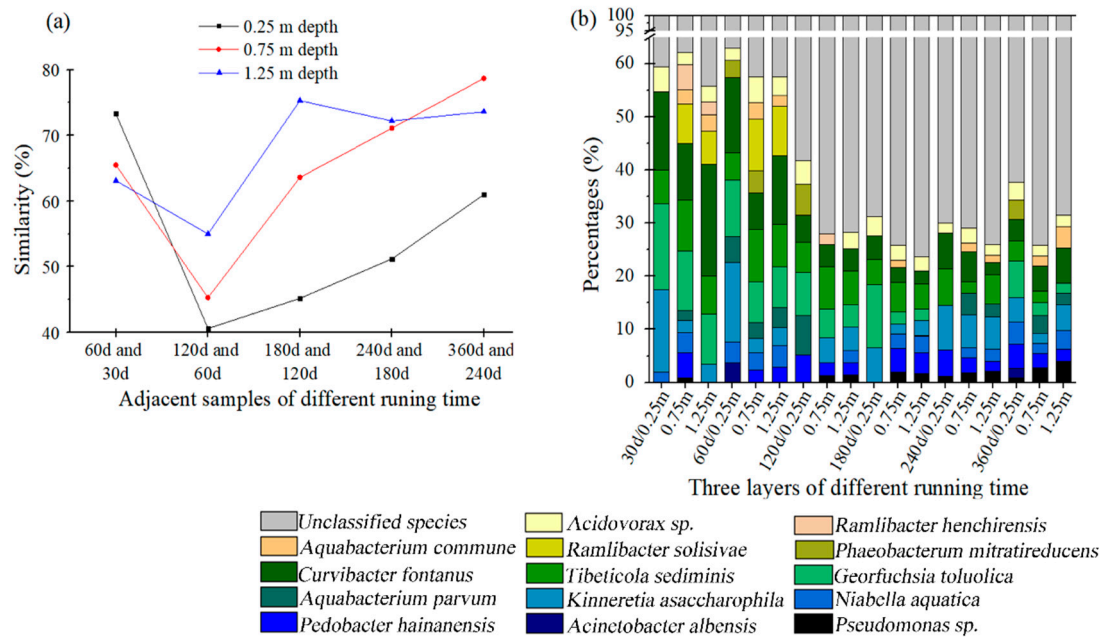 (a)
0.25 m depth
0.75 m depth
1.25 m depth
80
70
60
50
40
Similarity (%)
60d and 30d
120d and 60d
180d and 120d
240d and 180d
360d and 240d
Adjacent samples of different runing time
(b)
100
95
60
50
40
30
20
10
0
Percentages (%)
30d/0.25m
0.75m
1.25m
60d/0.25m
0.75m
1.25m
120d/0.25m
0.75m
1.25m
180d/0.25m
0.75m
1.25m
240d/0.25m
0.75m
1.25m
360d/0.25m
0.75m
1.25m
Three layers of different running time
Unclassified species
Acidovorax sp.
Ramlibacter henchirensis
Aquabacterium commune
Ramlibacter solisivae
Phaeobacterum mitratireducens
Curvibacter fontanus
Tibeticola sediminis
Georfuchsia toluolica
Aquabacterium parvum
Kinneretia asaccharophila
Niabella aquatica
Pedobacter hainanensis
Acinetobacter albensis
Pseudomonas sp.